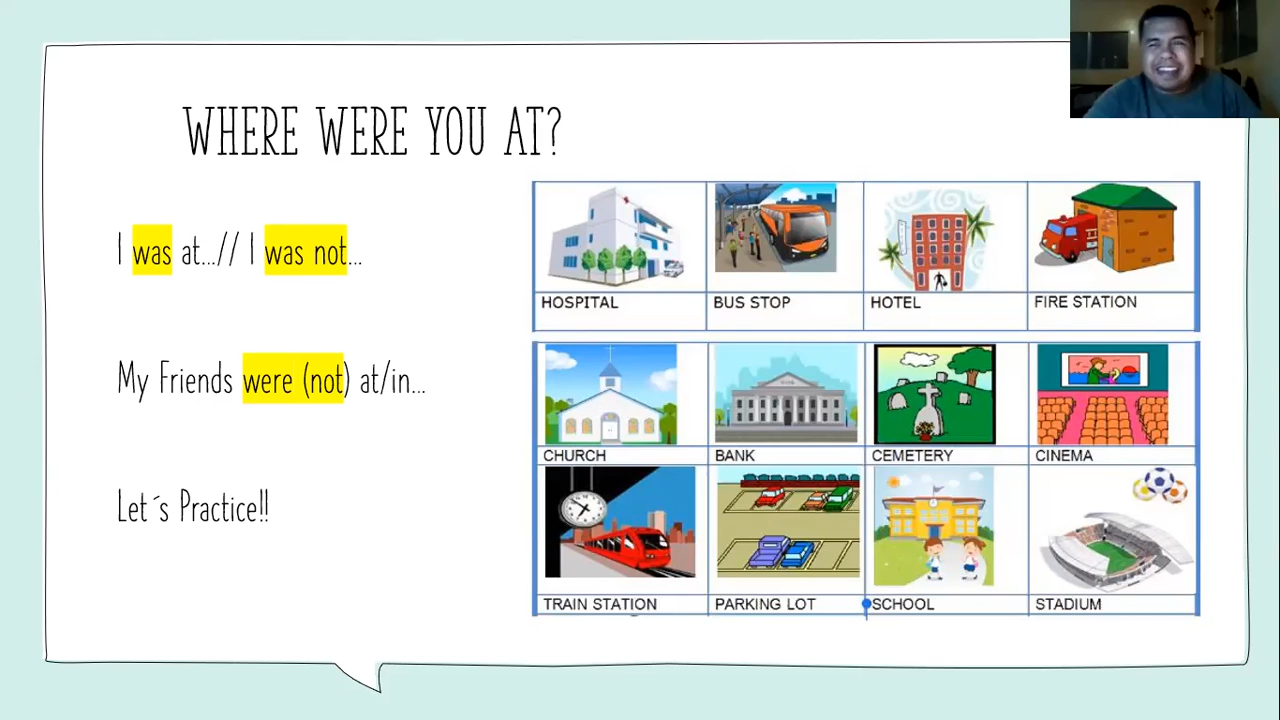 WHERE WERE YOU AT?
I was at...// I was not...
My Friends were (not) at/in...
Let´s Practice!!
HOSPITAL BUS STOP HOTEL FIRE STATION
CHURCH BANK CEMETERY CINEMA
TRAIN STATION PARKING LOT SCHOOL STADIUM